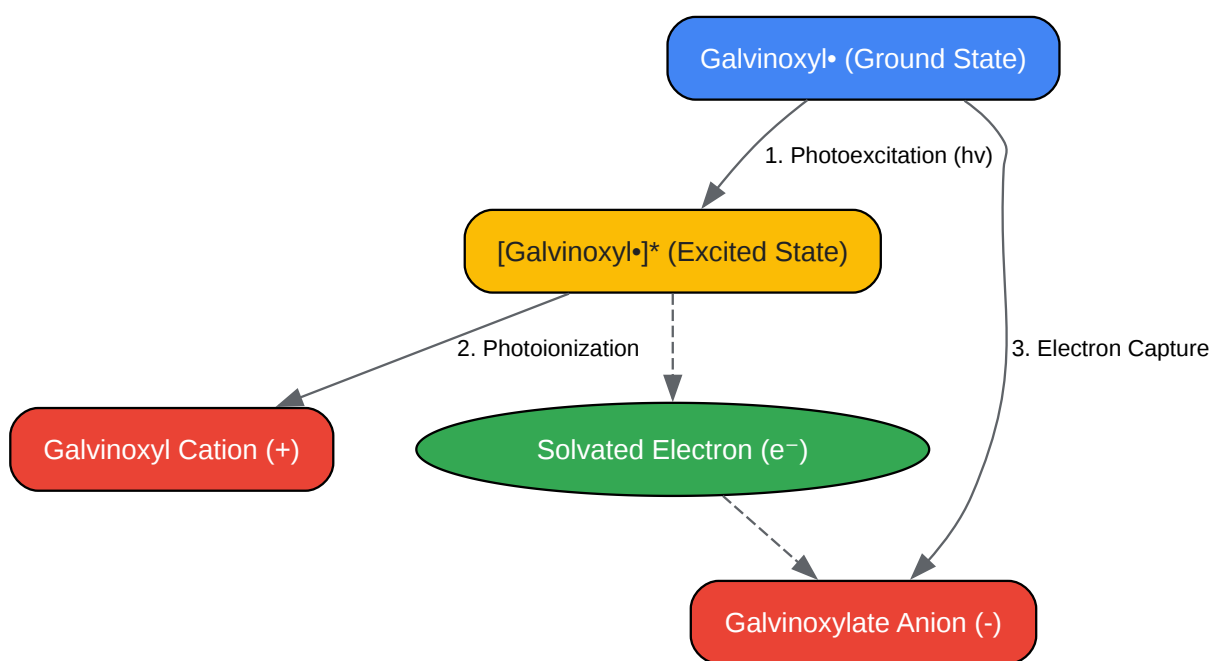 Galvinoxyl• (Ground State)
1. Photoexcitation (hv)
[Galvinoxyl•]* (Excited State)
2. Photoionization
3. Electron Capture
Galvinoxyl Cation (+)
Solvated Electron (e⁻)
Galvinoxylate Anion (-)